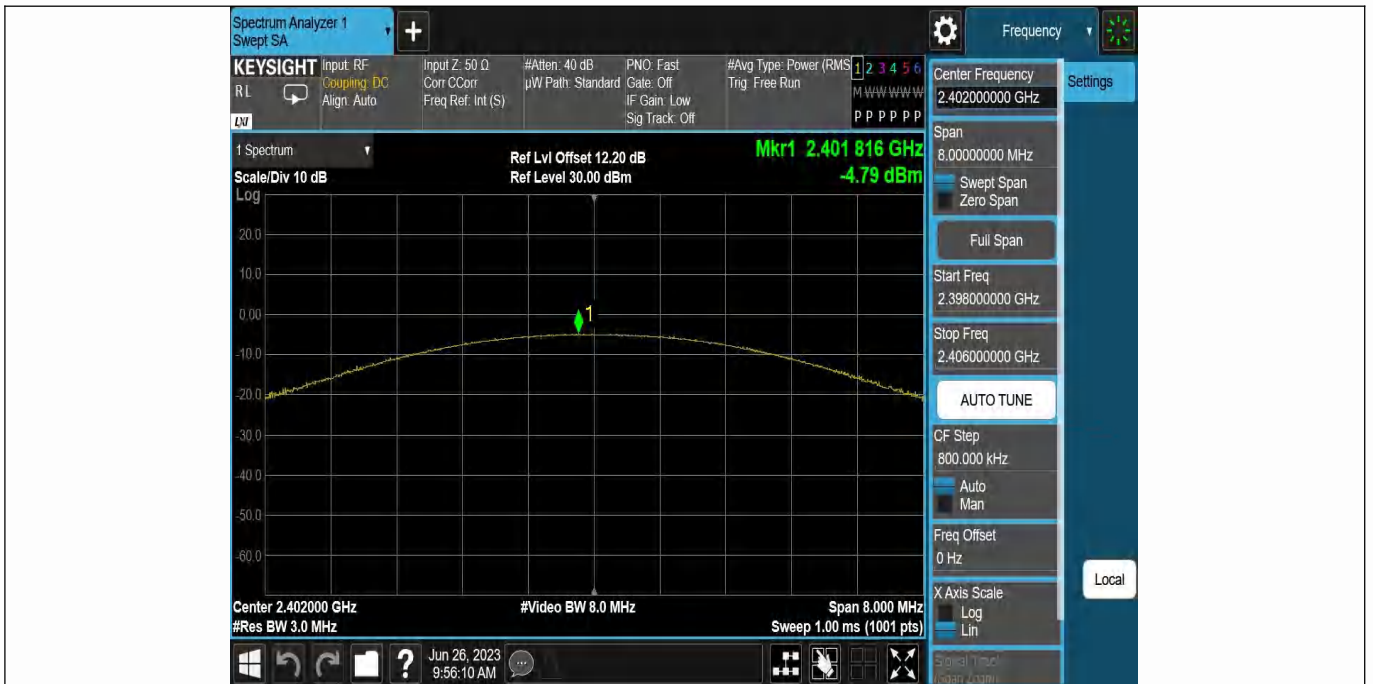 Spectrum Analyzer 1
Swept SA
+
Frequency
KEYSIGHT
RL
LXI
Input: RF
Coupling: DC
Align: Auto
Input Z: 50 Ω
Corr CCorr
Freq Ref: Int (S)
#Atten: 40 dB
µW Path: Standard
PNO: Fast
Gate: Off
IF Gain: Low
Sig Track: Off
#Avg Type: Power (RMS
Trig: Free Run
1 2 3 4 5 6
M W W W W W
P P P P P P
1 Spectrum
Scale/Div 10 dB
Ref Lvl Offset 12.20 dB
Ref Level 30.00 dBm
Mkr1 2.401 816 GHz
-4.79 dBm
Log
20.0
10.0
0.00
-10.0
-20.0
-30.0
-40.0
-50.0
-60.0
1
Center 2.402000 GHz
#Res BW 3.0 MHz
#Video BW 8.0 MHz
Span 8.000 MHz
Sweep 1.00 ms (1001 pts)
?
Jun 26, 2023
9:56:10 AM
Center Frequency
2.402000000 GHz
Span
8.00000000 MHz
Swept Span
Zero Span
Full Span
Start Freq
2.398000000 GHz
Stop Freq
2.406000000 GHz
AUTO TUNE
CF Step
800.000 kHz
Auto
Man
Freq Offset
0 Hz
X Axis Scale
Log
Lin
Signal Track
(Span Zoom)
Settings
Local